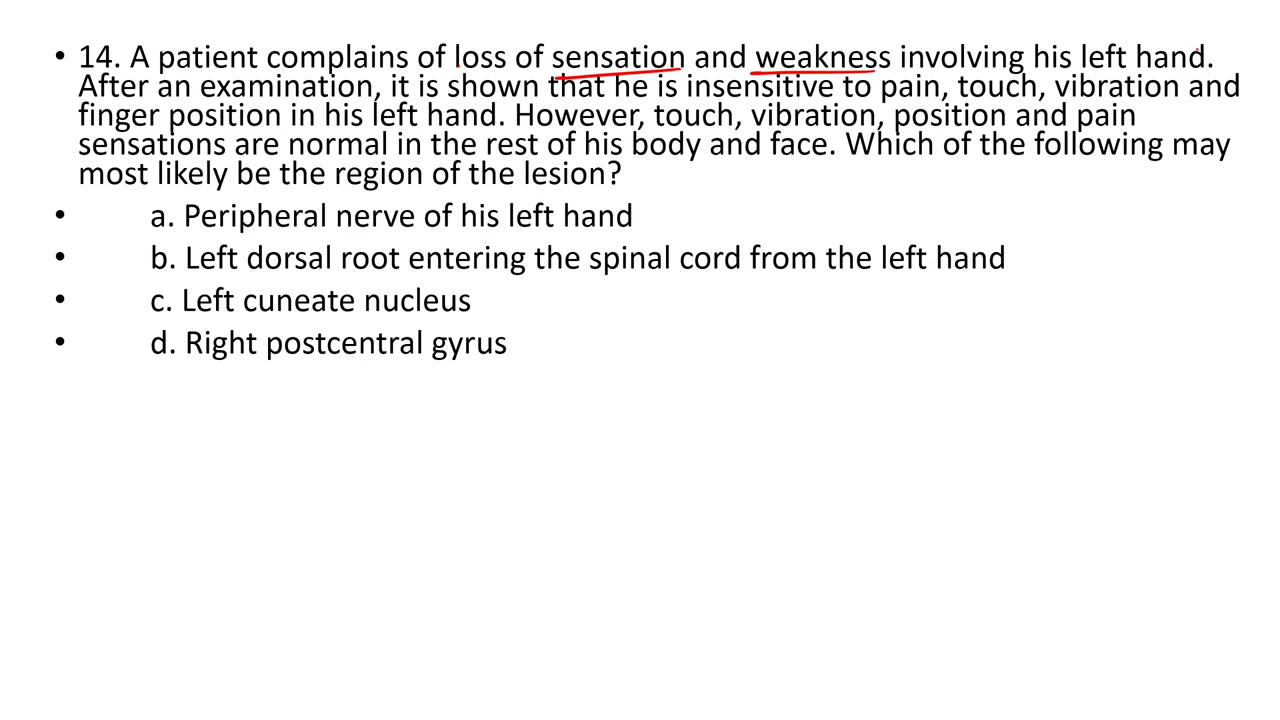 • 14. A patient complains of loss of sensation and weakness involving his left hand.
After an examination, it is shown that he is insensitive to pain, touch, vibration and
finger position in his left hand. However, touch, vibration, position and pain
sensations are normal in the rest of his body and face. Which of the following may
most likely be the region of the lesion?
• a. Peripheral nerve of his left hand
• b. Left dorsal root entering the spinal cord from the left hand
• c. Left cuneate nucleus
• d. Right postcentral gyrus